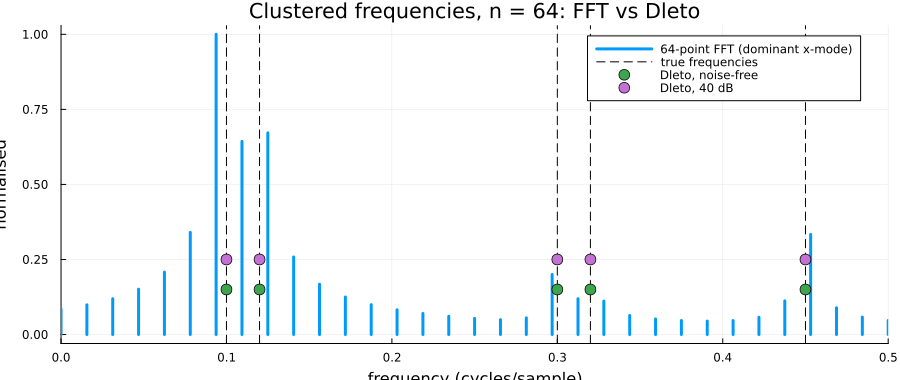 Clustered frequencies, n = 64: FFT vs Dleto
1.00
0.75
0.50
0.25
0.00
normalised
64-point FFT (dominant x-mode)
true frequencies
Dleto, noise-free
Dleto, 40 dB
0.0 0.1 0.2 0.3 0.4 0.5
frequency (cycles/sample)